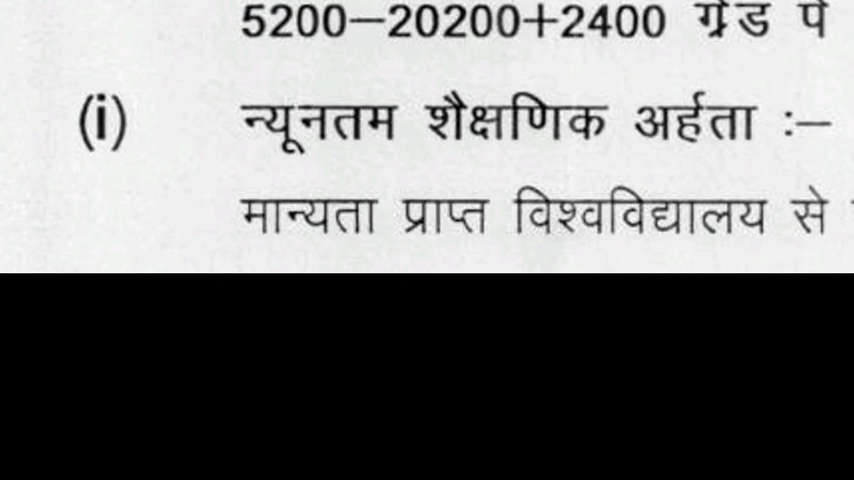 5200–20200+2400 ग्रेड पे
(i) न्यूनतम शैक्षणिक अर्हता :–
मान्यता प्राप्त विश्वविद्यालय से